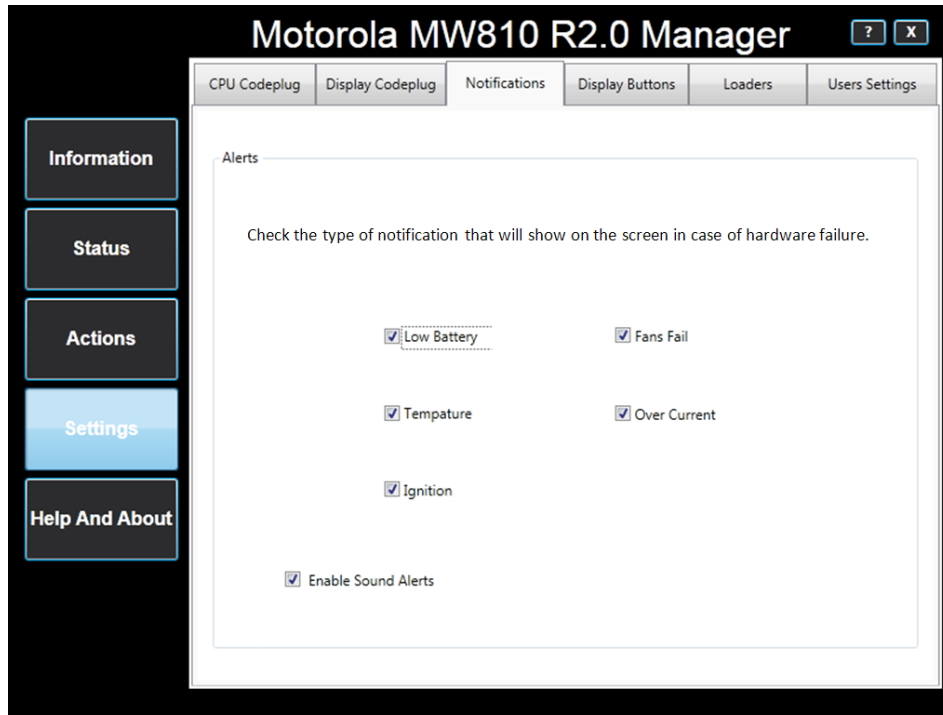 Motorola MW810 R2.0 Manager
? X
CPU Codeplug Display Codeplug Notifications Display Buttons Loaders Users Settings
Information
Status
Actions
Settings
Help And About
Alerts
Check the type of notification that will show on the screen in case of hardware failure.
Low Battery Fans Fail
Tempature Over Current
Ignition
Enable Sound Alerts